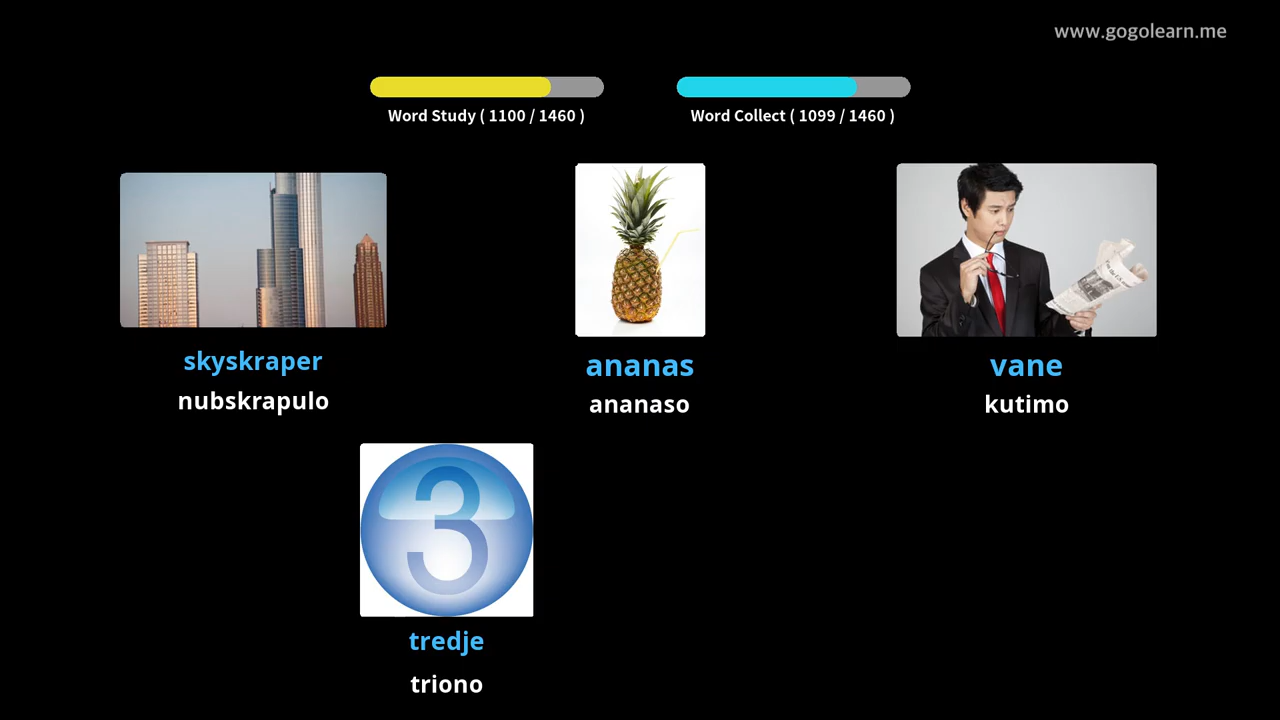 www.gogolearn.me
Word Study ( 1100 / 1460 )
Word Collect ( 1099 / 1460 )
skyskraper
nubskrapulo
ananas
ananaso
vane
kutimo
3
tredje
triono